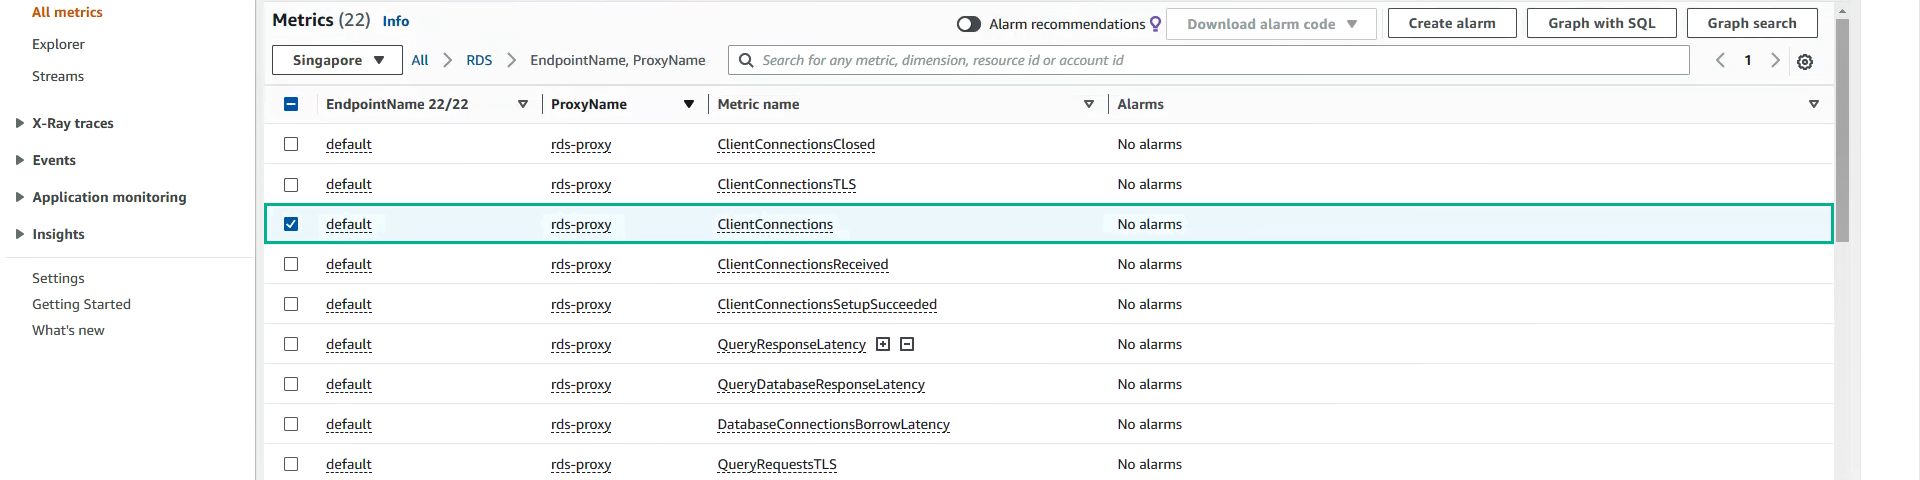 All metrics
Explorer
Streams
X-Ray traces
Events
Application monitoring
Insights
Settings
Getting Started
What's new
Metrics (22) Info
Alarm recommendations Download alarm code Create alarm Graph with SQL Graph search
Singapore All RDS EndpointName, ProxyName Search for any metric, dimension, resource id or account id 1
EndpointName 22/22 ProxyName Metric name Alarms
default rds-proxy ClientConnectionsClosed No alarms
default rds-proxy ClientConnectionsTLS No alarms
default rds-proxy ClientConnections No alarms
default rds-proxy ClientConnectionsReceived No alarms
default rds-proxy ClientConnectionsSetupSucceeded No alarms
default rds-proxy QueryResponseLatency No alarms
default rds-proxy QueryDatabaseResponseLatency No alarms
default rds-proxy DatabaseConnectionsBorrowLatency No alarms
default rds-proxy QueryRequestsTLS No alarms